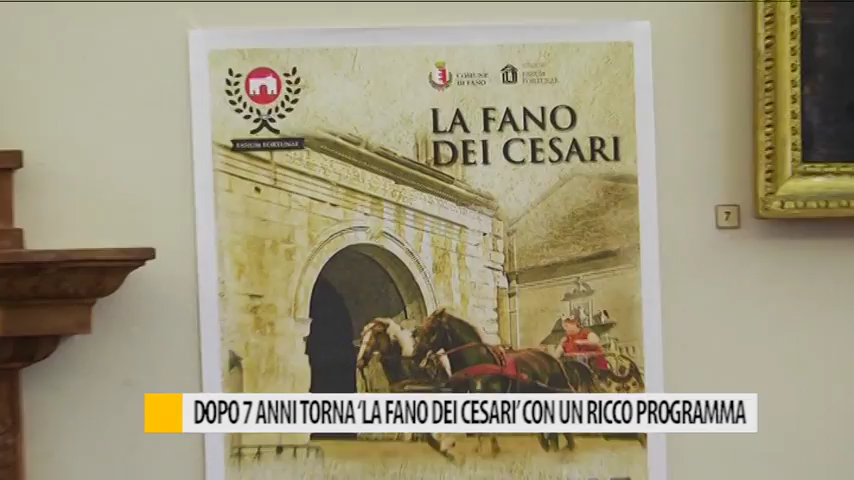 COMUNE
DI FANO
FANUM
FORTUNAE
LA FANO
DEI CESARI
FANUM FORTUNAE
7
DOPO 7 ANNI TORNA ‘LA FANO DEI CESARI’ CON UN RICCO PROGRAMMA